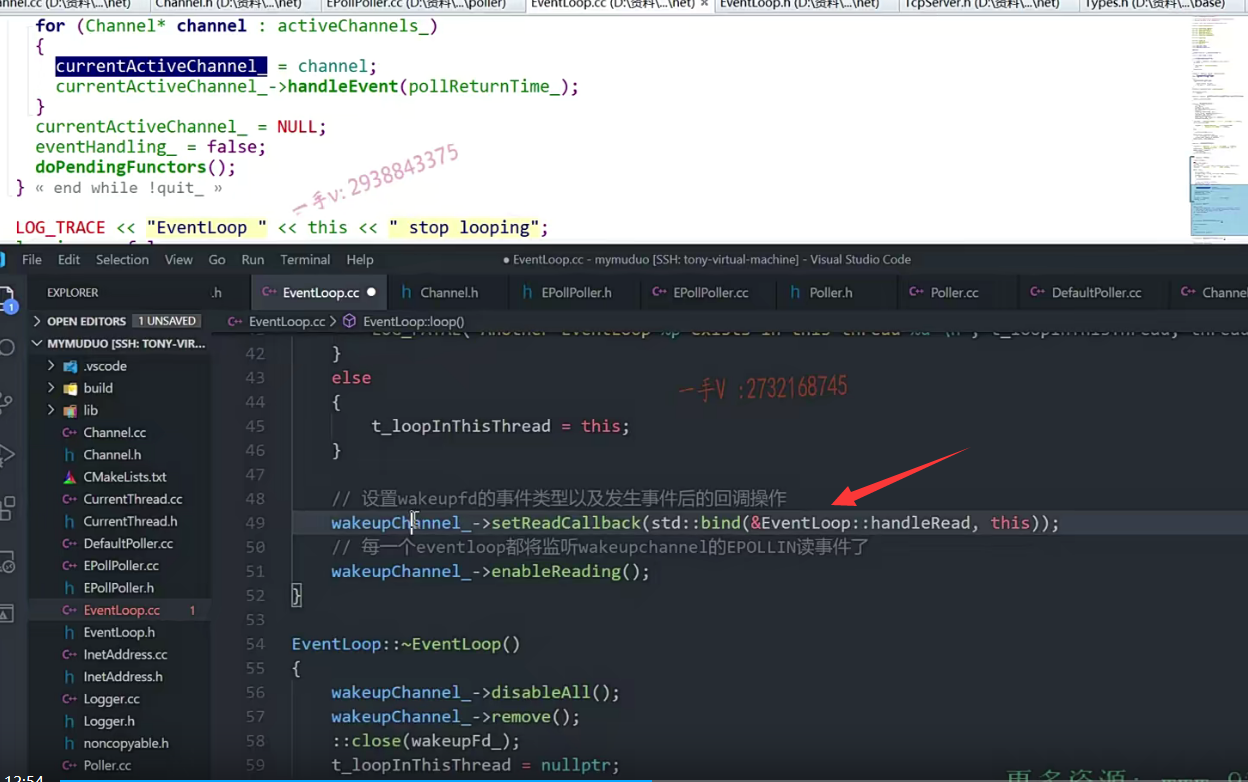 Channel.h (D:\资料\...\net)
EPollPoller.cc (D:\资料\...\poller)
EventLoop.cc (D:\资料\...\net) ×
EventLoop.h (D:\资料\...\net)
TcpServer.h (D:\资料\...\net)
Types.h (D:\资料\...\base)
for (Channel* channel : activeChannels_)
{
currentActiveChannel_ = channel;
currentActiveChannel_->handleEvent(pollReturnTime_);
}
currentActiveChannel_ = NULL;
eventHandling_ = false;
doPendingFunctors();
} « end while !quit_ »
LOG_TRACE << "EventLoop " << this << " stop looping";
File Edit Selection View Go Run Terminal Help
● EventLoop.cc - mymuduo [SSH: tony-virtual-machine] - Visual Studio Code
EXPLORER
.h
EventLoop.cc ●
Channel.h
EPollPoller.h
EPollPoller.cc
Poller.h
Poller.cc
DefaultPoller.cc
1
OPEN EDITORS 1 UNSAVED
EventLoop.cc > EventLoop::loop()
MYMUDUO [SSH: TONY-VIR...
.vscode
build
lib
Channel.cc
Channel.h
CMakeLists.txt
CurrentThread.cc
CurrentThread.h
DefaultPoller.cc
EPollPoller.cc
EPollPoller.h
EventLoop.cc 1
EventLoop.h
InetAddress.cc
InetAddress.h
Logger.cc
Logger.h
noncopyable.h
Poller.cc
42 }
43 else
44 {
45 t_loopInThisThread = this;
46 }
47
48 // 设置wakeupfd的事件类型以及发生事件后的回调操作
49 wakeupChannel_->setReadCallback(std::bind(&EventLoop::handleRead, this));
50 // 每一个eventloop都将监听wakeupchannel的EPOLLIN读事件了
51 wakeupChannel_->enableReading();
52 }
53
54 EventLoop::~EventLoop()
55 {
56 wakeupChannel_->disableAll();
57 wakeupChannel_->remove();
58 ::close(wakeupFd_);
59 t_loopInThisThread = nullptr;
一手V :2732168745
12:54